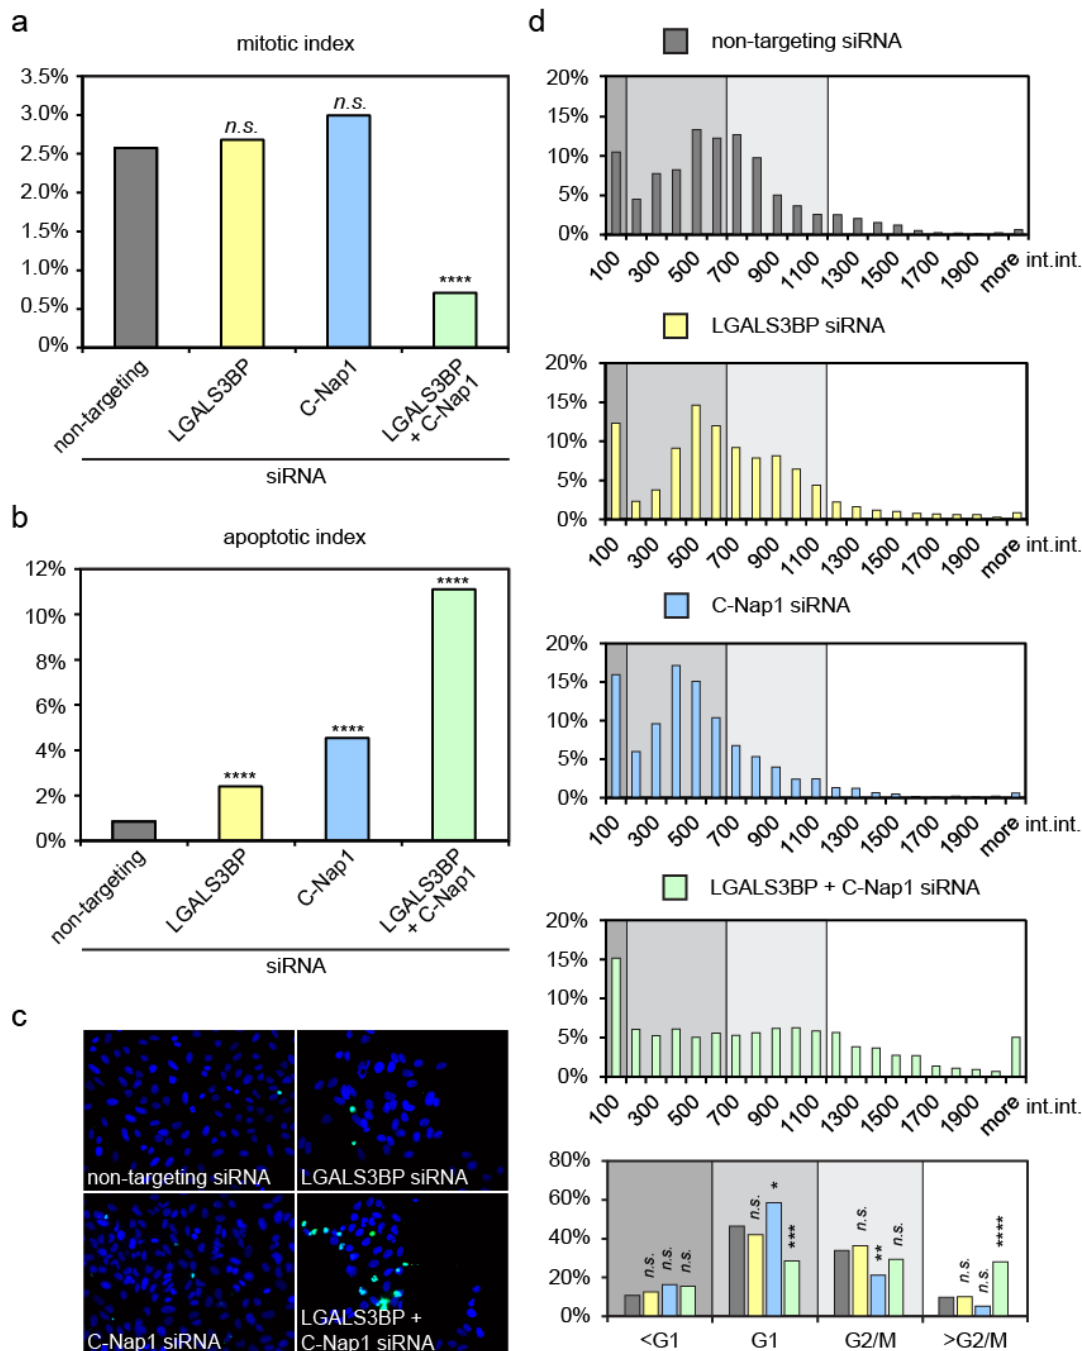 a
mitotic index
3.5%
3.0%
2.5%
2.0%
1.5%
1.0%
0.5%
0%
n.s.
n.s.
****
non-targeting
LGALS3BP
C-Nap1
LGALS3BP
+ C-Nap1
siRNA
b
apoptotic index
12%
10%
8%
6%
4%
2%
0%
****
****
****
non-targeting
LGALS3BP
C-Nap1
LGALS3BP
+ C-Nap1
siRNA
c
non-targeting siRNA
LGALS3BP siRNA
C-Nap1 siRNA
LGALS3BP +
C-Nap1 siRNA
d
non-targeting siRNA
20%
15%
10%
5%
0%
100 300 500 700 900 1100 1300 1500 1700 1900 more int.int.
LGALS3BP siRNA
20%
15%
10%
5%
0%
100 300 500 700 900 1100 1300 1500 1700 1900 more int.int.
C-Nap1 siRNA
20%
15%
10%
5%
0%
100 300 500 700 900 1100 1300 1500 1700 1900 more int.int.
LGALS3BP + C-Nap1 siRNA
20%
15%
10%
5%
0%
100 300 500 700 900 1100 1300 1500 1700 1900 more int.int.
80%
60%
40%
20%
0%
n.s. n.s. n.s.
n.s. * ***
n.s. ** n.s.
n.s. n.s. ****
<G1 G1 G2/M >G2/M